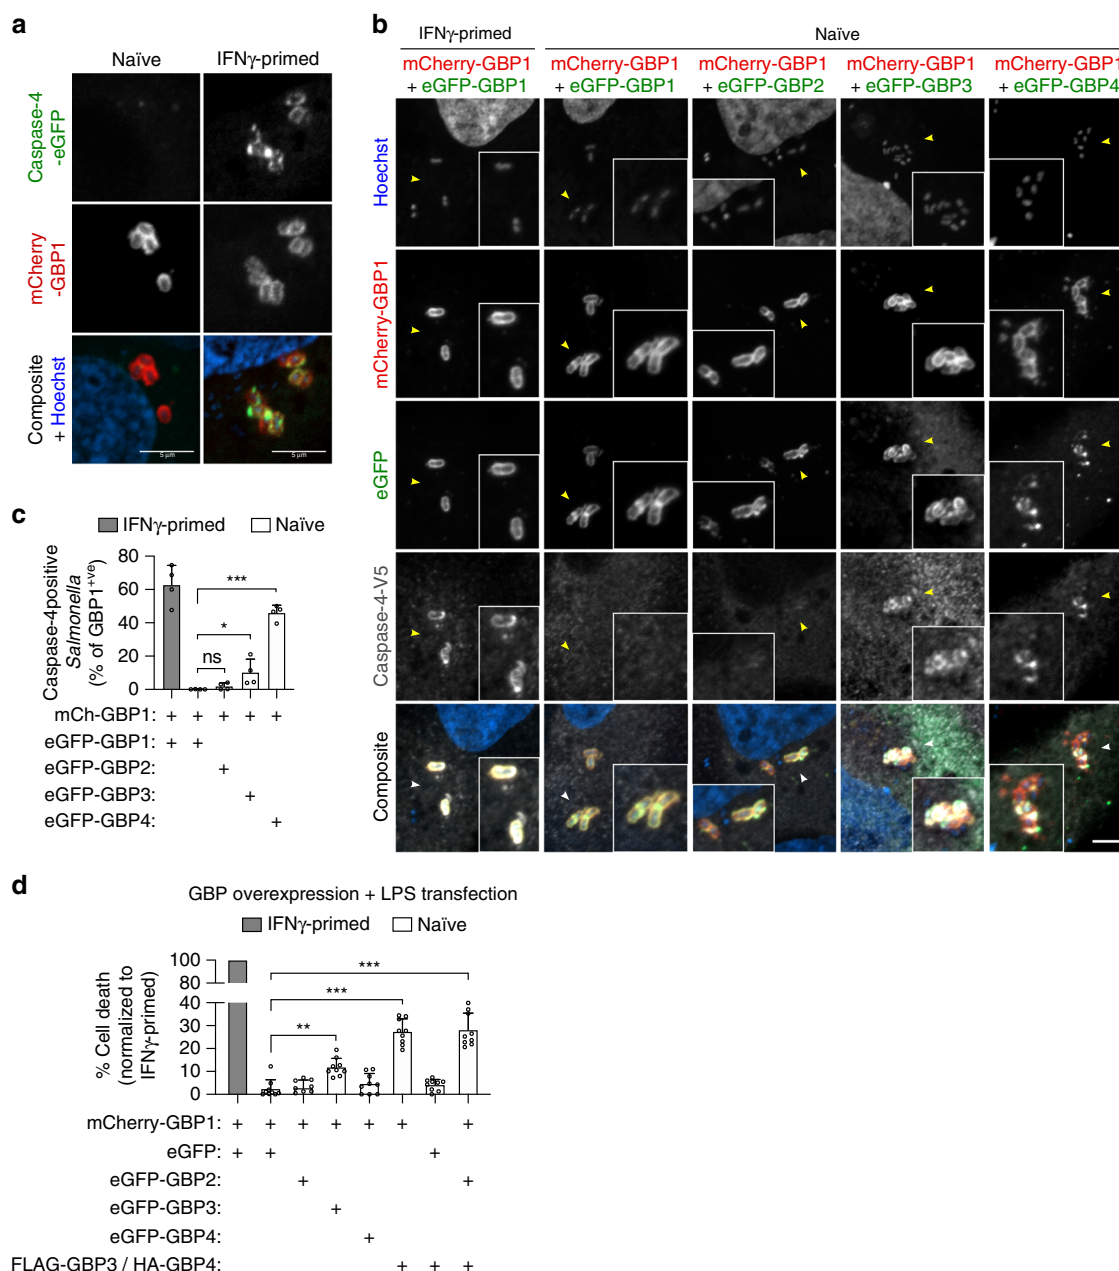 a
Naïve
IFNγ-primed
Caspase-4
-eGFP
mCherry
-GBP1
Composite
+ Hoechst
5 µm
5 µm
b
IFNγ-primed
Naïve
mCherry-GBP1
+ eGFP-GBP1
mCherry-GBP1
+ eGFP-GBP1
mCherry-GBP1
+ eGFP-GBP2
mCherry-GBP1
+ eGFP-GBP3
mCherry-GBP1
+ eGFP-GBP4
Hoechst
mCherry-GBP1
eGFP
Caspase-4-V5
Composite
c
IFNγ-primed
Naïve
Caspase-4positive
Salmonella
(% of GBP1+ve)
80
60
40
20
0
***
*
ns
mCh-GBP1: + + + + +
eGFP-GBP1: + +
eGFP-GBP2: +
eGFP-GBP3: +
eGFP-GBP4: +
d
GBP overexpression + LPS transfection
IFNγ-primed
Naïve
% Cell death
(normalized to
IFNγ-primed)
100
80
40
30
20
10
0
***
***
**
mCherry-GBP1: + + + + + + +
eGFP: + + +
eGFP-GBP2: + +
eGFP-GBP3: +
eGFP-GBP4: +
FLAG-GBP3 / HA-GBP4: + + +